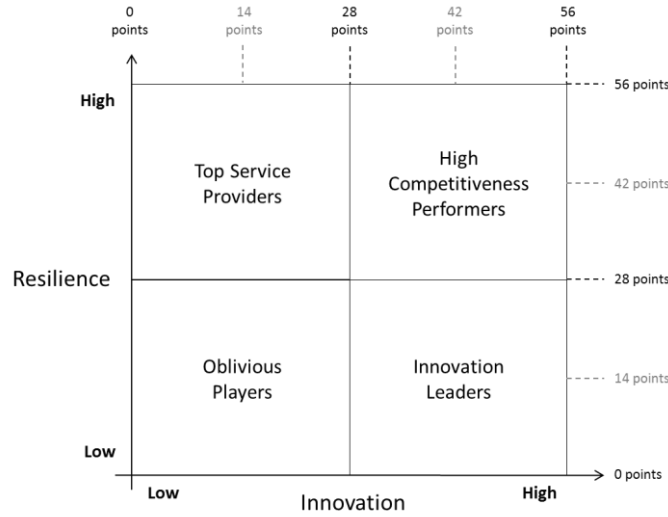 0
points
14
points
28
points
42
points
56
points
High
56 points
Top Service
Providers
High
Competitiveness
Performers
42 points
Resilience
28 points
Oblivious
Players
Innovation
Leaders
14 points
Low
0 points
Low
Innovation
High